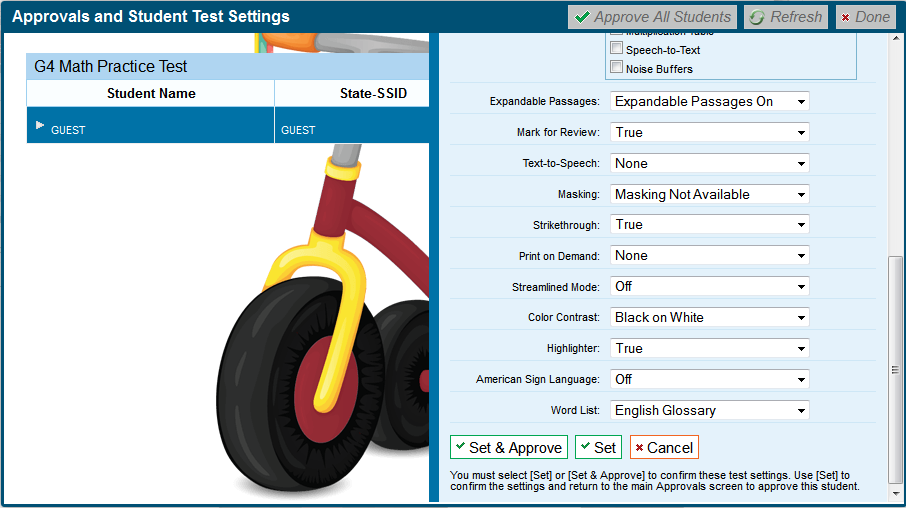 Approvals and Student Test Settings
Approve All Students
Refresh
Done
G4 Math Practice Test
Student Name
State-SSID
GUEST
GUEST
Multiplication Table
Speech-to-Text
Noise Buffers
Expandable Passages: Expandable Passages On
Mark for Review: True
Text-to-Speech: None
Masking: Masking Not Available
Strikethrough: True
Print on Demand: None
Streamlined Mode: Off
Color Contrast: Black on White
Highlighter: True
American Sign Language: Off
Word List: English Glossary
Set & Approve
Set
Cancel
You must select [Set] or [Set & Approve] to confirm these test settings. Use [Set] to
confirm the settings and return to the main Approvals screen to approve this student.